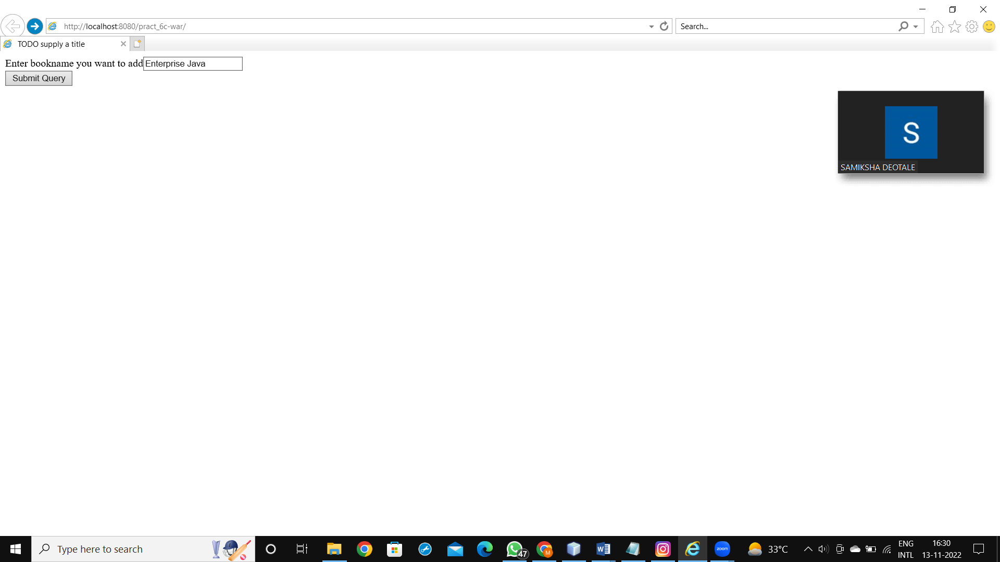 http://localhost:8080/pract_6c-war/
Search...
TODO supply a title
Enter bookname you want to add Enterprise Java
Submit Query
S
SAMIKSHA DEOTALE
Type here to search
47
M
W
zoom
33°C
ENG
INTL
16:30
13-11-2022